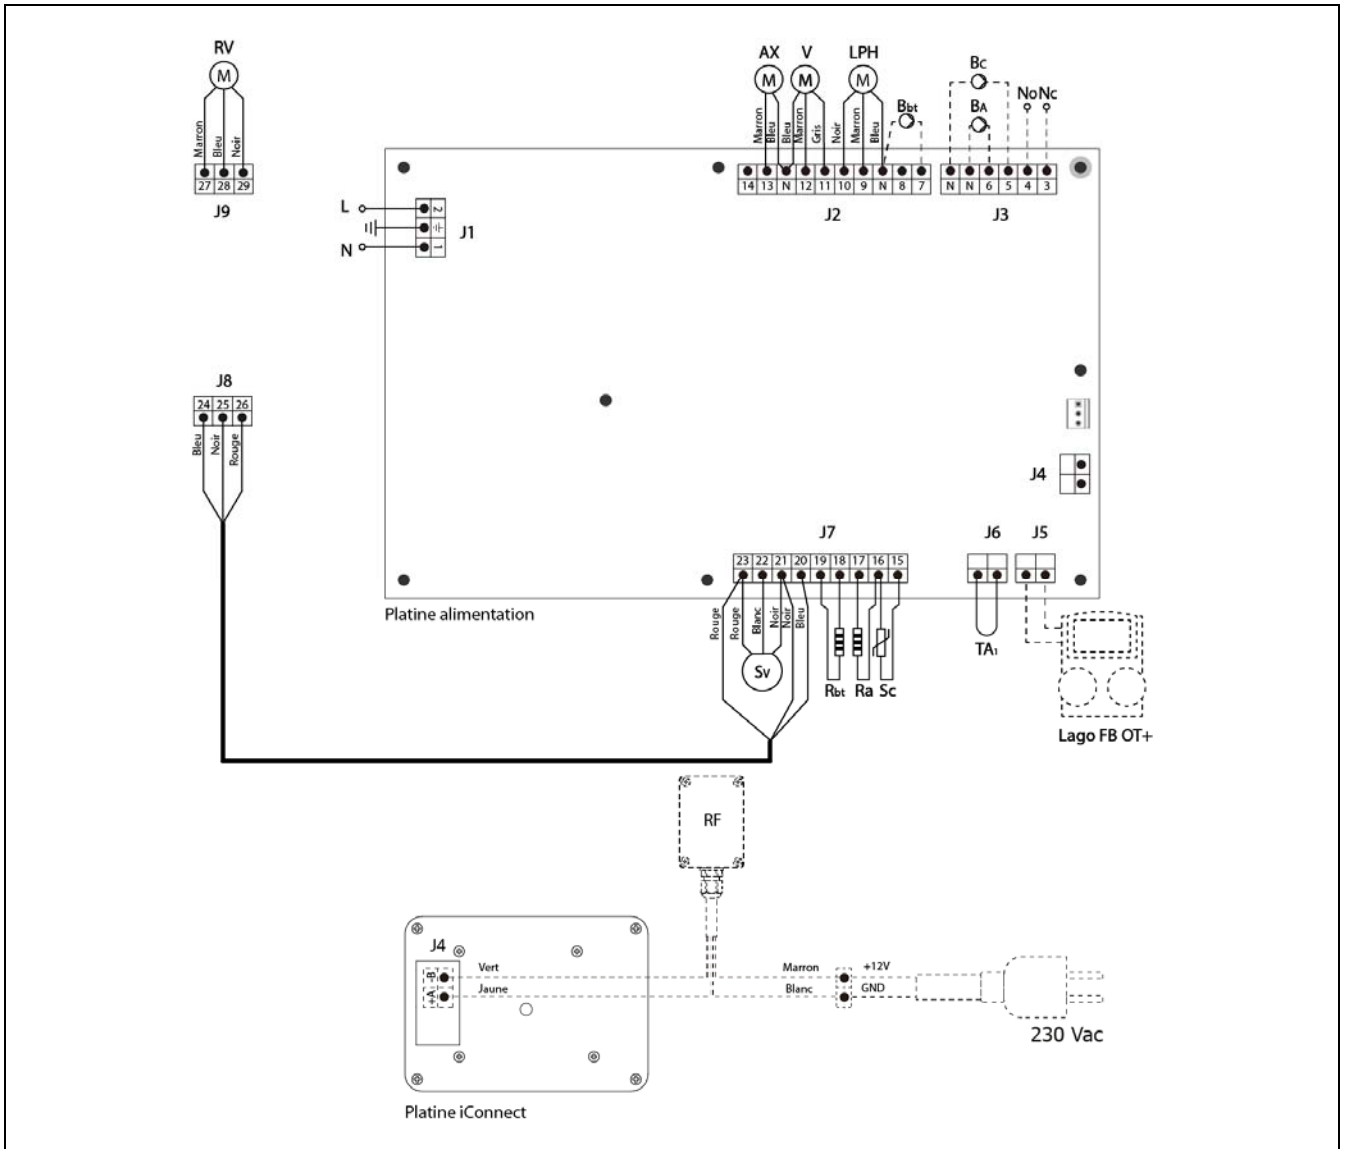 RV
M
Marron
Bleu
Noir
27 28 29
J9
AX V LPH
M M M
Marron
Bleu
Bleu
Marron
Gris
Noir
Marron
Bleu
Bbt
Bc
BA
No Nc
14 13 N 12 11 10 9 N 8 7
N N 6 5 4 3
J2
J3
L
2
J1
N
1
J8
24 25 26
Bleu
Noir
Rouge
J4
J7
J6
J5
23 22 21 20 19 18 17 16 15
Platine alimentation
Rouge
Rouge
Blanc
Noir
Noir
Bleu
Sv
Rbt Ra Sc
TA1
Lago FB OT+
RF
J4
-B
+A
Vert
Jaune
Marron
Blanc
+12V
GND
230 Vac
Platine iConnect